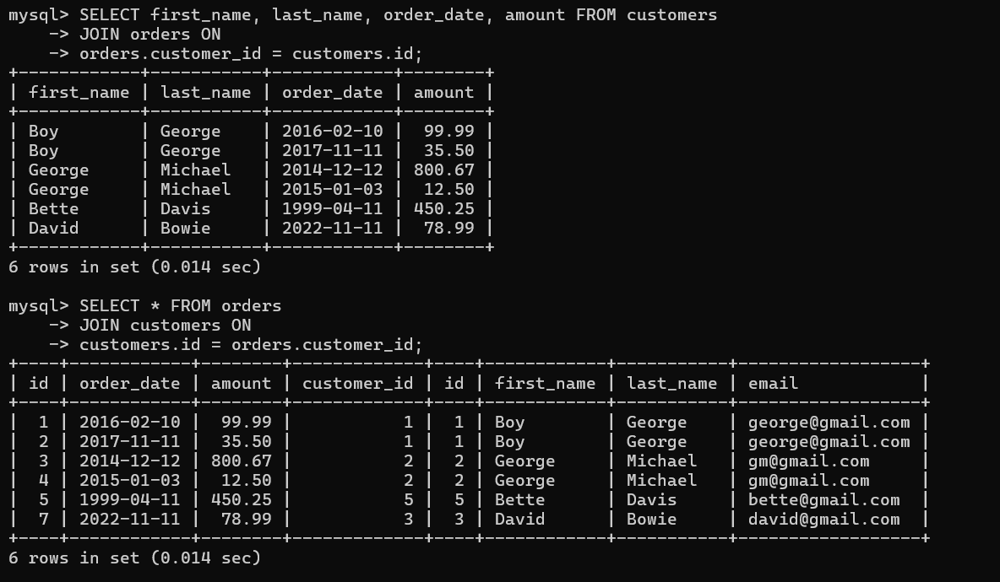 mysql> SELECT first_name, last_name, order_date, amount FROM customers
    -> JOIN orders ON
    -> orders.customer_id = customers.id;
+------------+-----------+------------+--------+
| first_name | last_name | order_date | amount |
+------------+-----------+------------+--------+
| Boy        | George    | 2016-02-10 |  99.99 |
| Boy        | George    | 2017-11-11 |  35.50 |
| George     | Michael   | 2014-12-12 | 800.67 |
| George     | Michael   | 2015-01-03 |  12.50 |
| Bette      | Davis     | 1999-04-11 | 450.25 |
| David      | Bowie     | 2022-11-11 |  78.99 |
+------------+-----------+------------+--------+
6 rows in set (0.014 sec)

mysql> SELECT * FROM orders
    -> JOIN customers ON
    -> customers.id = orders.customer_id;
+----+------------+--------+-------------+----+------------+-----------+------------------+
| id | order_date | amount | customer_id | id | first_name | last_name | email            |
+----+------------+--------+-------------+----+------------+-----------+------------------+
|  1 | 2016-02-10 |  99.99 |           1 |  1 | Boy        | George    | george@gmail.com |
|  2 | 2017-11-11 |  35.50 |           1 |  1 | Boy        | George    | george@gmail.com |
|  3 | 2014-12-12 | 800.67 |           2 |  2 | George     | Michael   | gm@gmail.com     |
|  4 | 2015-01-03 |  12.50 |           2 |  2 | George     | Michael   | gm@gmail.com     |
|  5 | 1999-04-11 | 450.25 |           5 |  5 | Bette      | Davis     | bette@gmail.com  |
|  7 | 2022-11-11 |  78.99 |           3 |  3 | David      | Bowie     | david@gmail.com  |
+----+------------+--------+-------------+----+------------+-----------+------------------+
6 rows in set (0.014 sec)